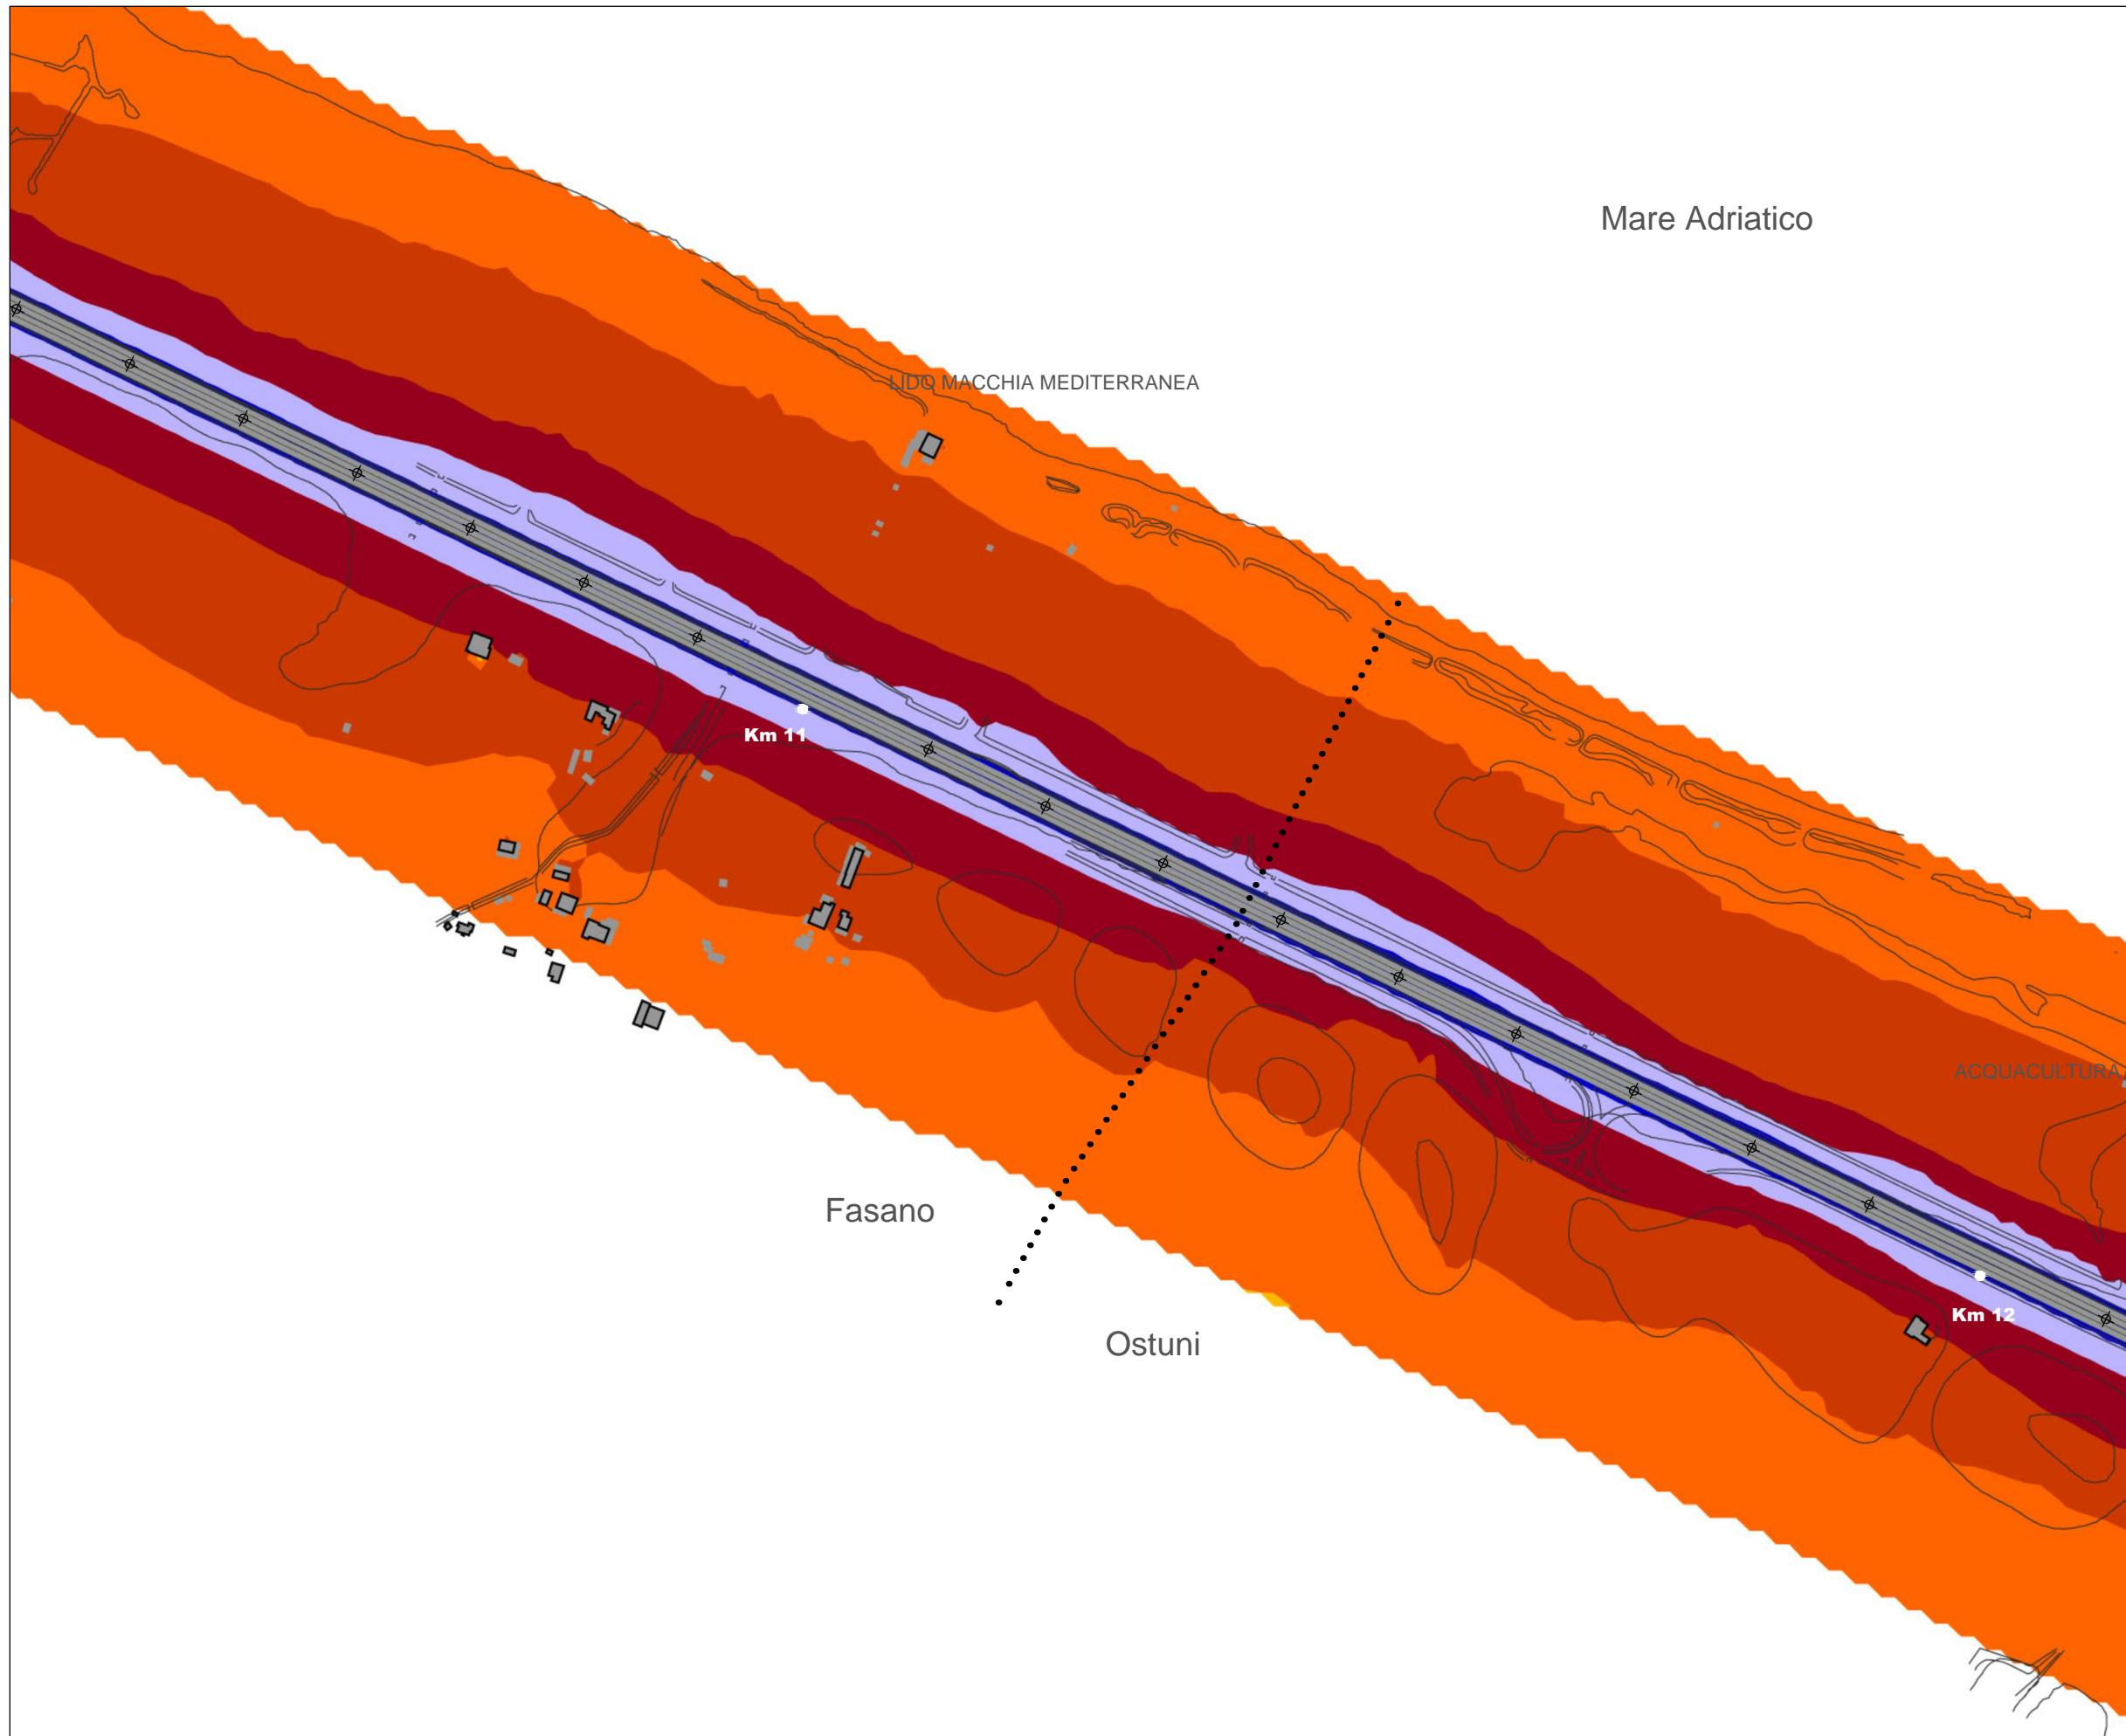 Mare Adriatico
LIDO MACCHIA MEDITERRANEA
Km 11
ACQUACULTURA
Fasano
Km 12
Ostuni